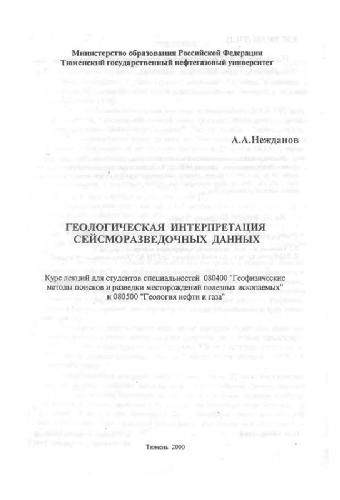 Министерство образования Российской Федерации
Тюменский государственный нефтегазовый университет
А.А.Нежданов
ГЕОЛОГИЧЕСКАЯ ИНТЕРПРЕТАЦИЯ
СЕЙСМОРАЗВЕДОЧНЫХ ДАННЫХ
Курс лекций для студентов специальностей 080400 "Геофизические
методы поисков и разведки месторождений полезных ископаемых"
и 080500 "Геология нефти и газа"
Тюмень 2000